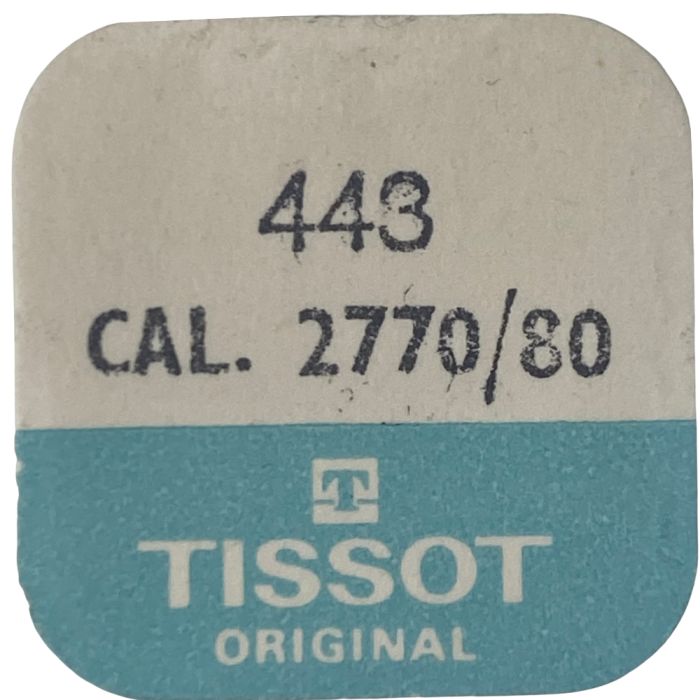 443
CAL. 2770/80
T
TISSOT
ORIGINAL